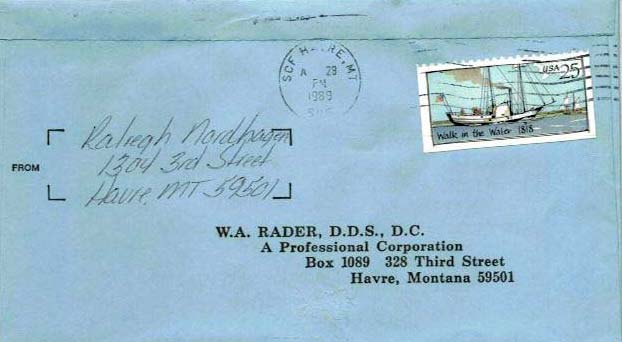 SCF HAVRE, MT
A 29
PM
1989
USA 25
Walk in the Water 1818
Raliegh Nordhagen
1304 3rd Street
Havre, MT 59501
FROM
W.A. RADER, D.D.S., D.C.
A Professional Corporation
Box 1089 328 Third Street
Havre, Montana 59501